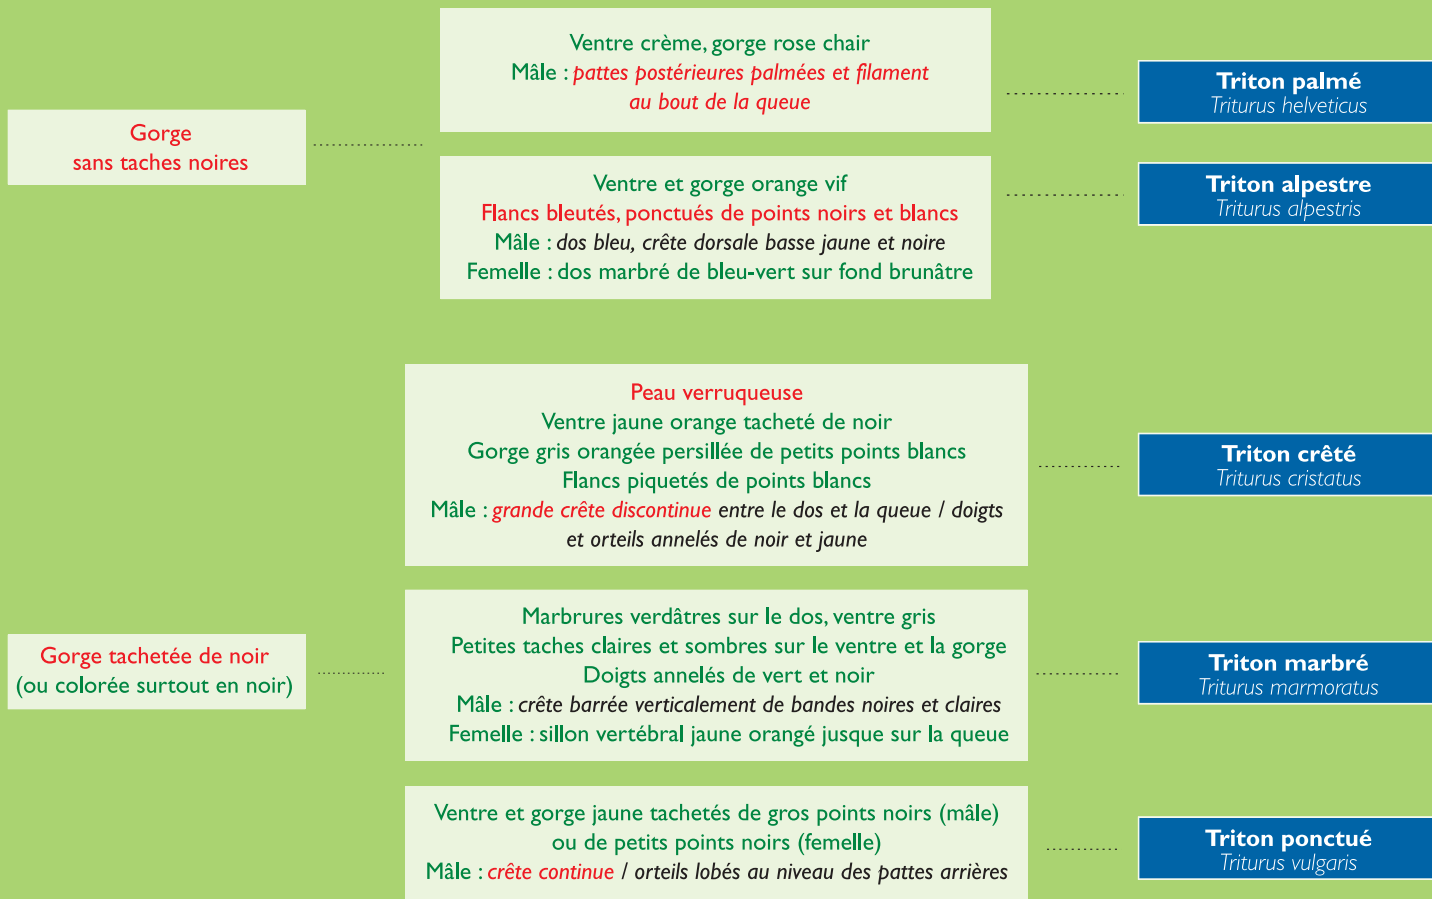 Gorge
sans taches noires
Ventre crème, gorge rose chair
Mâle : pattes postérieures palmées et filament
au bout de la queue
Triton palmé
Triturus helveticus
Ventre et gorge orange vif
Flancs bleutés, ponctués de points noirs et blancs
Mâle : dos bleu, crête dorsale basse jaune et noire
Femelle : dos marbré de bleu-vert sur fond brunâtre
Triton alpestre
Triturus alpestris
Gorge tachetée de noir
(ou colorée surtout en noir)
Peau verruqueuse
Ventre jaune orange tacheté de noir
Gorge gris orangée persillée de petits points blancs
Flancs piquetés de points blancs
Mâle : grande crête discontinue entre le dos et la queue / doigts
et orteils annelés de noir et jaune
Triton crêté
Triturus cristatus
Marbrures verdâtres sur le dos, ventre gris
Petites taches claires et sombres sur le ventre et la gorge
Doigts annelés de vert et noir
Mâle : crête barrée verticalement de bandes noires et claires
Femelle : sillon vertébral jaune orangé jusque sur la queue
Triton marbré
Triturus marmoratus
Ventre et gorge jaune tachetés de gros points noirs (mâle)
ou de petits points noirs (femelle)
Mâle : crête continue / orteils lobés au niveau des pattes arrières
Triton ponctué
Triturus vulgaris